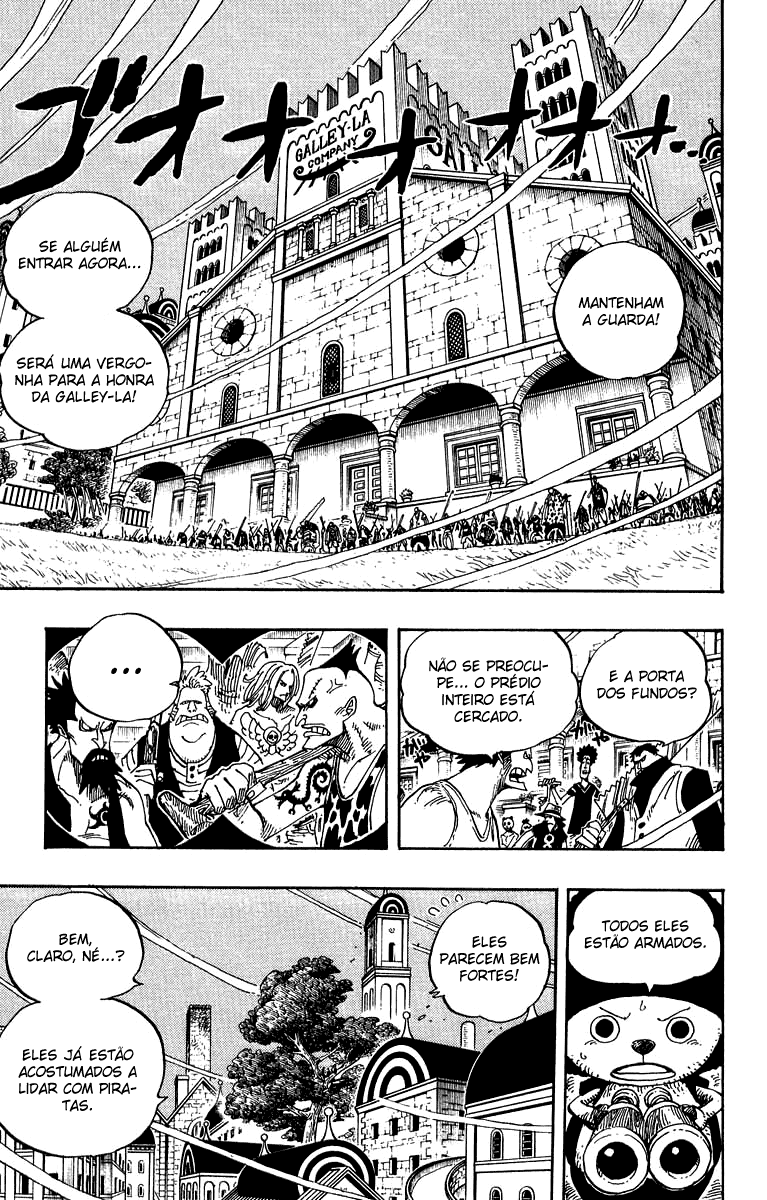 ゴオオオオオオ…
GALLEY-LA
COMPANY
MANTENHAM
A GUARDA!
SE ALGUÉM
ENTRAR AGORA...
SERÁ UMA VERGO-
NHA PARA A HONRA
DA GALLEY-LA!
E A PORTA
DOS FUNDOS?
NÃO SE PREOCU-
PE... O PRÉDIO
INTEIRO ESTÁ
CERCADO.
...
TODOS ELES
ESTÃO ARMADOS.
ELES
PARECEM BEM
FORTES!
BEM,
CLARO, NÉ...?
ELES JÁ ESTÃO
ACOSTUMADOS A
LIDAR COM PIRA-
TAS.